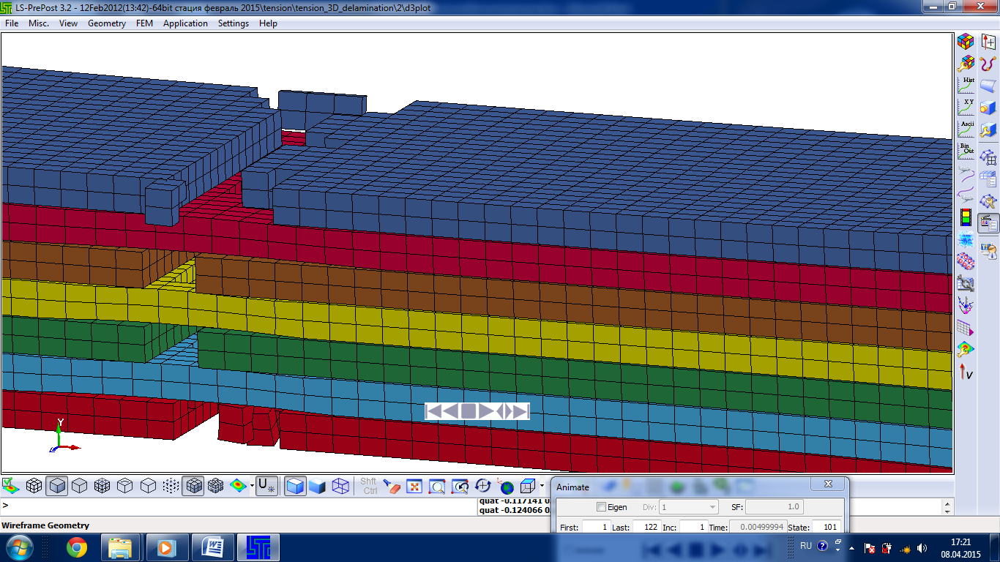 LS-PrePost 3.2 - 12Feb2012(13:42)-64bit стация февраль 2015\tension\tension_3D_delamination\2\d3plot
File Misc. View Geometry FEM Application Settings Help
Hist
X Y
Ascii
Bin
Out
V
Y
U
Shft
Ctrl
>
quat -0.117141 0.
quat -0.124066 0.
Wireframe Geometry
Animate
Eigen Div: 1 SF: 1.0
First: 1 Last: 122 Inc: 1 Time: 0.00499994 State: 101
RU
17:21
08.04.2015